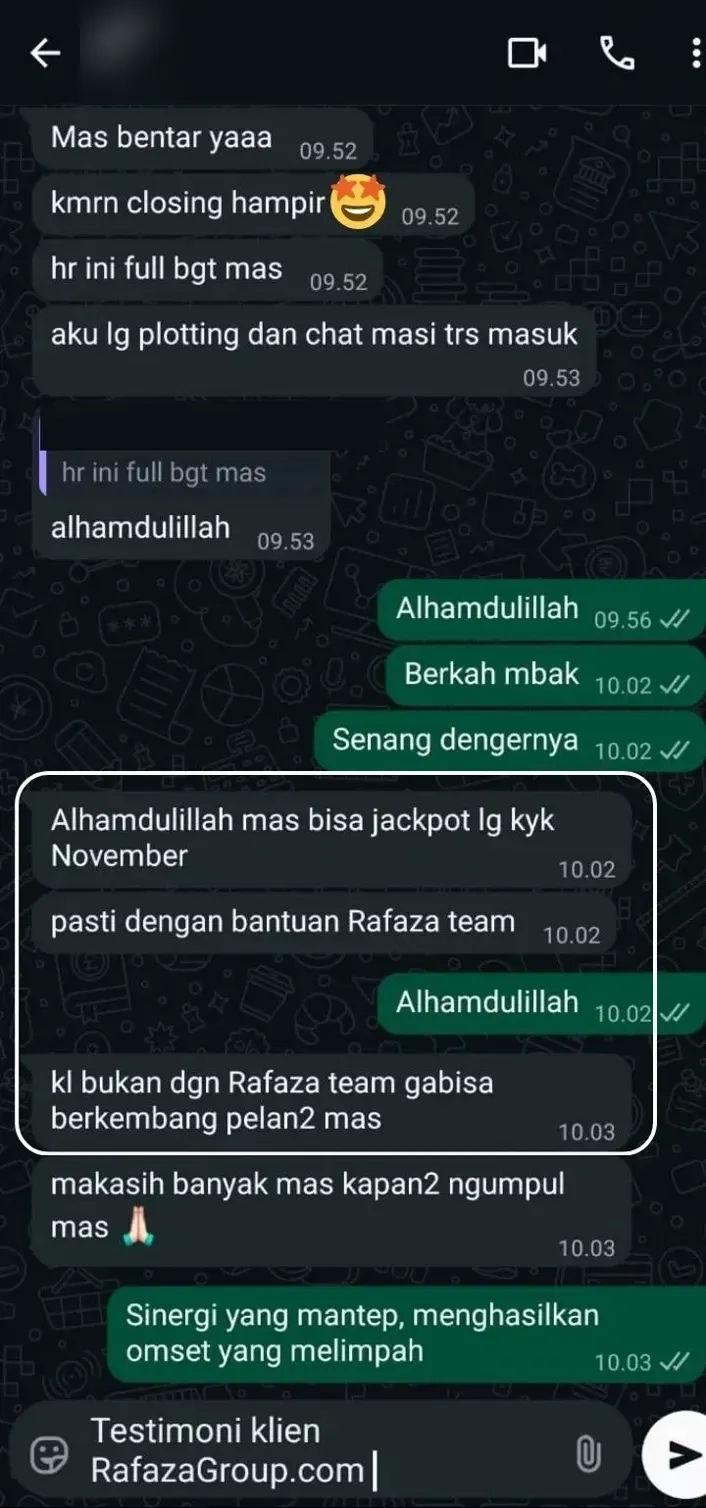 Mas bentar yaaa 09.52
kmrn closing hampir🤩 09.52
hr ini full bgt mas 09.52
aku lg plotting dan chat masi trs masuk
09.53
hr ini full bgt mas
alhamdulillah 09.53
Alhamdulillah 09.56
Berkah mbak 10.02
Senang dengernya 10.02
Alhamdulillah mas bisa jackpot lg kyk
November
10.02
pasti dengan bantuan Rafaza team 10.02
Alhamdulillah 10.02
kl bukan dgn Rafaza team gabisa
berkembang pelan2 mas
10.03
makasih banyak mas kapan2 ngumpul
mas 🙏🏻
10.03
Sinergi yang mantep, menghasilkan
omset yang melimpah 10.03
Testimoni klien
RafazaGroup.com